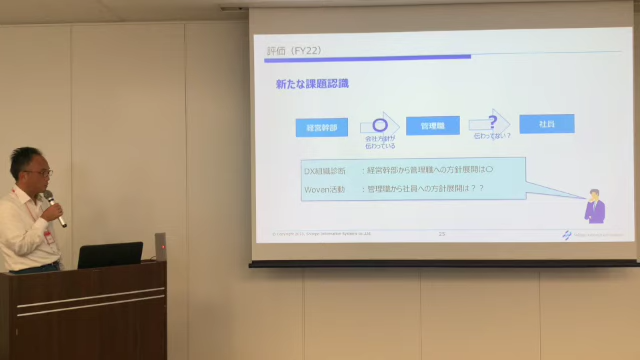 評価（FY22）
新たな課題認識
経営幹部
会社方針が
伝わっている
管理職
?
伝わってない？
社員
DX組織診断 ：経営幹部から管理職への方針展開は〇
Woven活動 ：管理職から社員への方針展開は？？
25